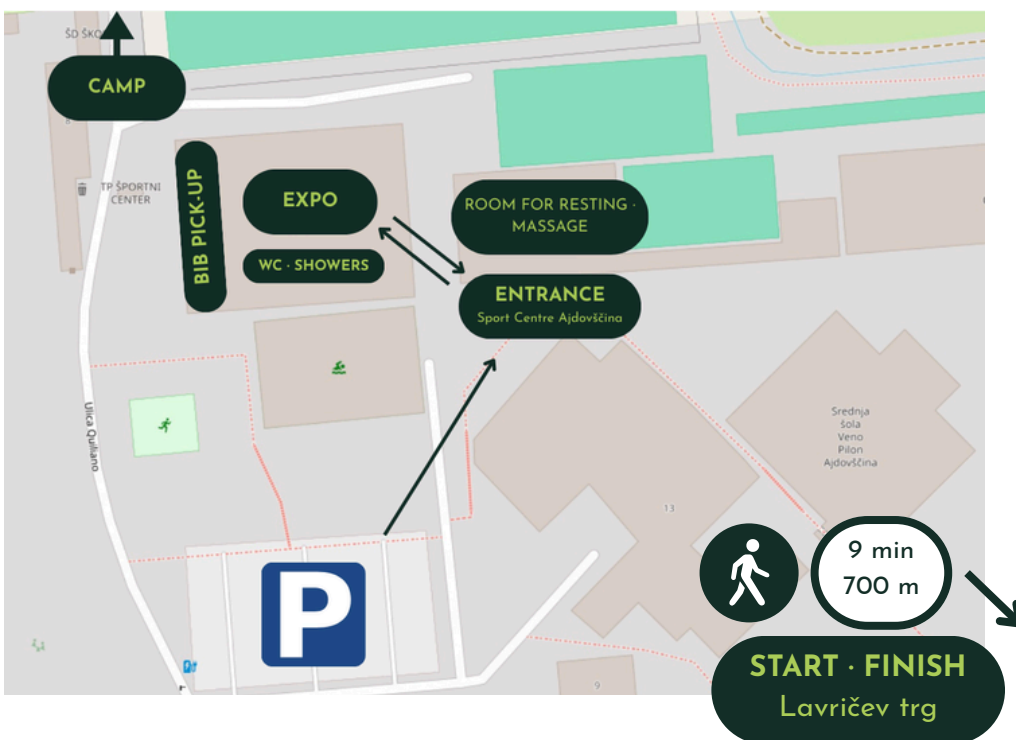 ŠD ŠKO
CAMP
TP ŠPORTNI
CENTER
BIB PICK-UP
EXPO
WC · SHOWERS
ROOM FOR RESTING ·
MASSAGE
ENTRANCE
Sport Centre Ajdovščina
Ulica Quiliano
Srednja
šola
Veno
Pilon
Ajdovščina
13
P
9 min
700 m
START · FINISH
Lavričev trg
9